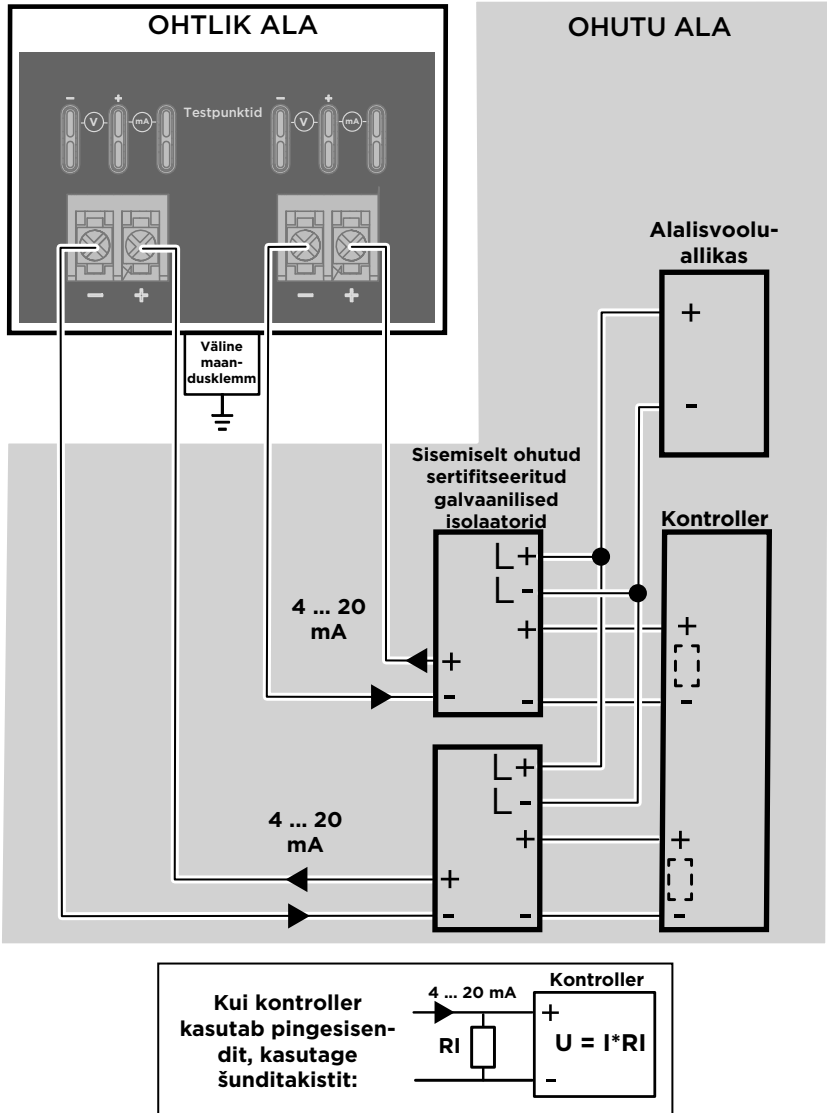 OHTLIK ALA
OHUTU ALA
- + - +
V mA Testpunktid V mA
- + - +
Väline
maan-
dusklemm
Alalisvoolu-
allikas
+
-
Sisemiselt ohutud
sertifitseeritud
galvaanilised
isolaatorid
Kontroller
L+
L-
4 ... 20
mA
+ +
+
- - -
L+
L-
4 ... 20
mA
+ +
+
- - -
Kui kontroller
kasutab pingesisen-
dit, kasutage
šunditakistit:
4 ... 20 mA
Kontroller
+
RI
U = I*RI
-